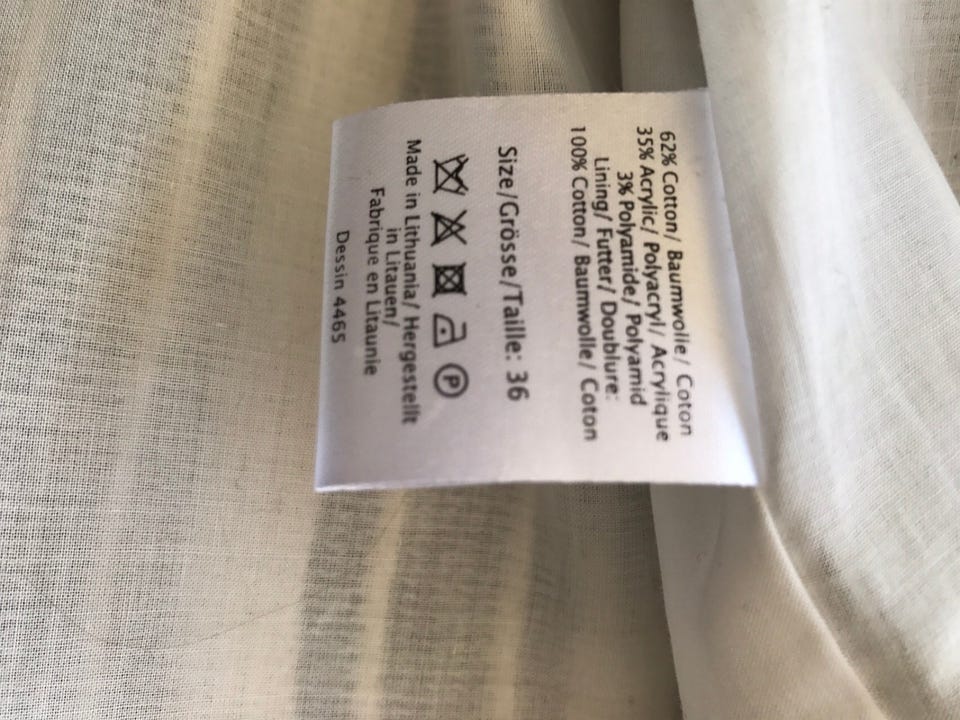 62% Cotton/ Baumwolle/ Coton
35% Acrylic/ Polyacryl/ Acrylique
3% Polyamide/ Polyamid
Lining/ Futter/ Doublure:
100% Cotton/ Baumwolle/ Coton
Size/Grösse/Taille: 36
P
Made in Lithuania/ Hergestellt
in Litauen/
Fabrique en Litaunie
Dessin 4465